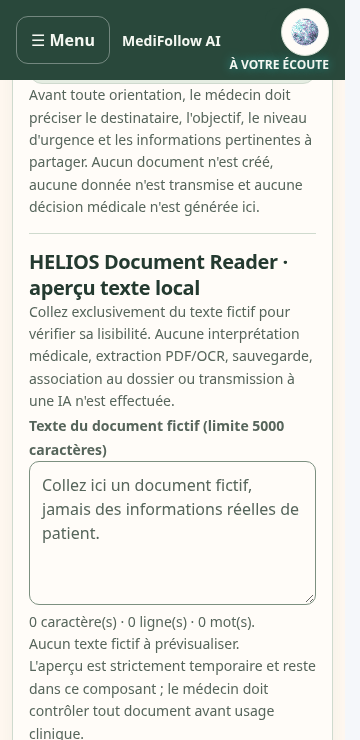 ☰ Menu
MediFollow AI
À VOTRE ÉCOUTE
Avant toute orientation, le médecin doit
préciser le destinataire, l'objectif, le niveau
d'urgence et les informations pertinentes à
partager. Aucun document n'est créé,
aucune donnée n'est transmise et aucune
décision médicale n'est générée ici.
HELIOS Document Reader ·
aperçu texte local
Collez exclusivement du texte fictif pour
vérifier sa lisibilité. Aucune interprétation
médicale, extraction PDF/OCR, sauvegarde,
association au dossier ou transmission à
une IA n'est effectuée.
Texte du document fictif (limite 5000
caractères)
Collez ici un document fictif,
jamais des informations réelles de
patient.
0 caractère(s) · 0 ligne(s) · 0 mot(s).
Aucun texte fictif à prévisualiser.
L'aperçu est strictement temporaire et reste
dans ce composant ; le médecin doit
contrôler tout document avant usage
clinique.